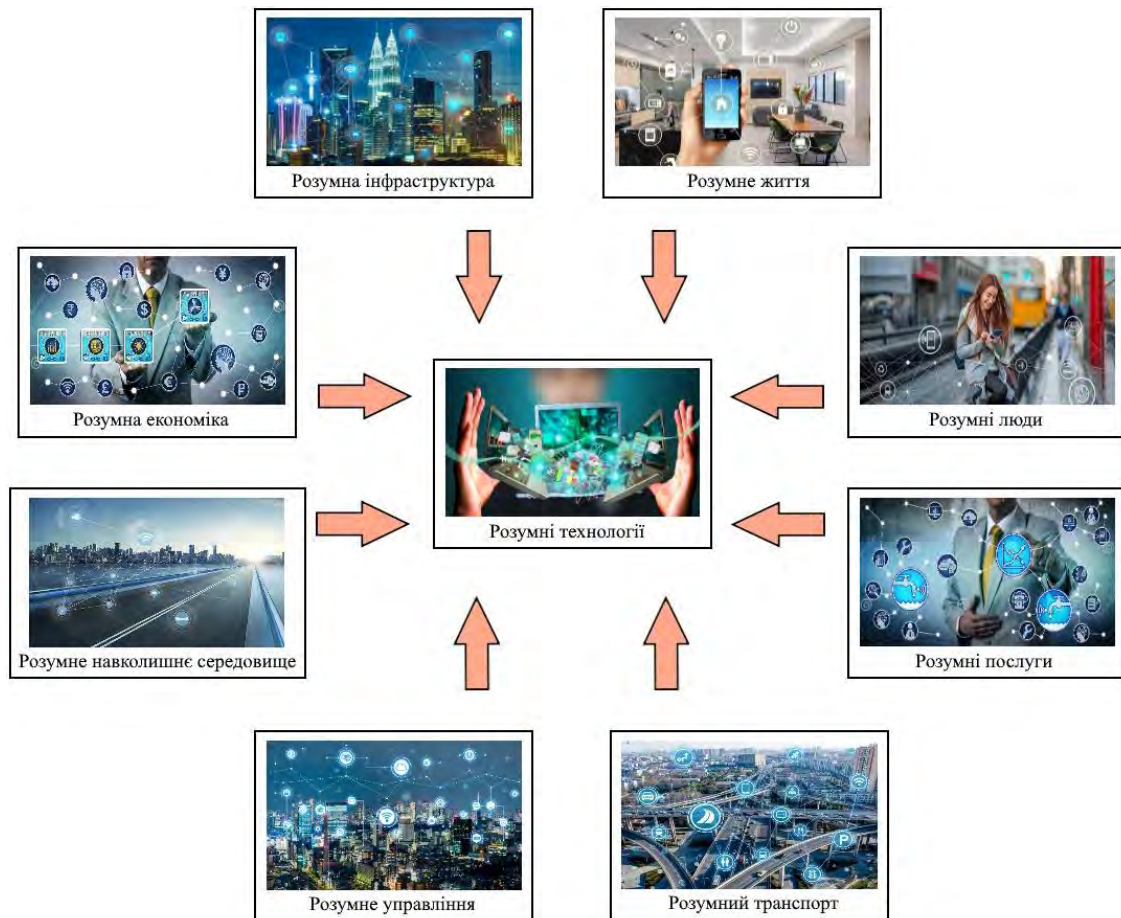 Розумна інфраструктура
Розумне життя
Розумна економіка
Розумні люди
Розумні технології
Розумне навколишнє середовище
Розумні послуги
Розумне управління
Розумний транспорт